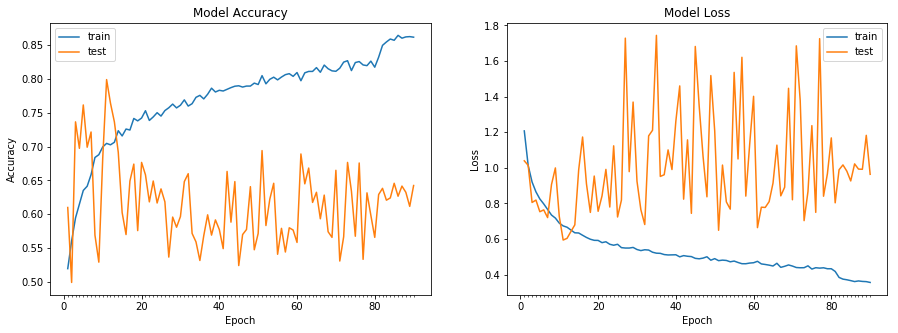 Model Accuracy
train
test
0.85
0.80
0.75
0.70
0.65
0.60
0.55
0.50
Accuracy
0 20 40 60 80
Epoch
Model Loss
train
test
1.8
1.6
1.4
1.2
1.0
0.8
0.6
0.4
Loss
0 20 40 60 80
Epoch